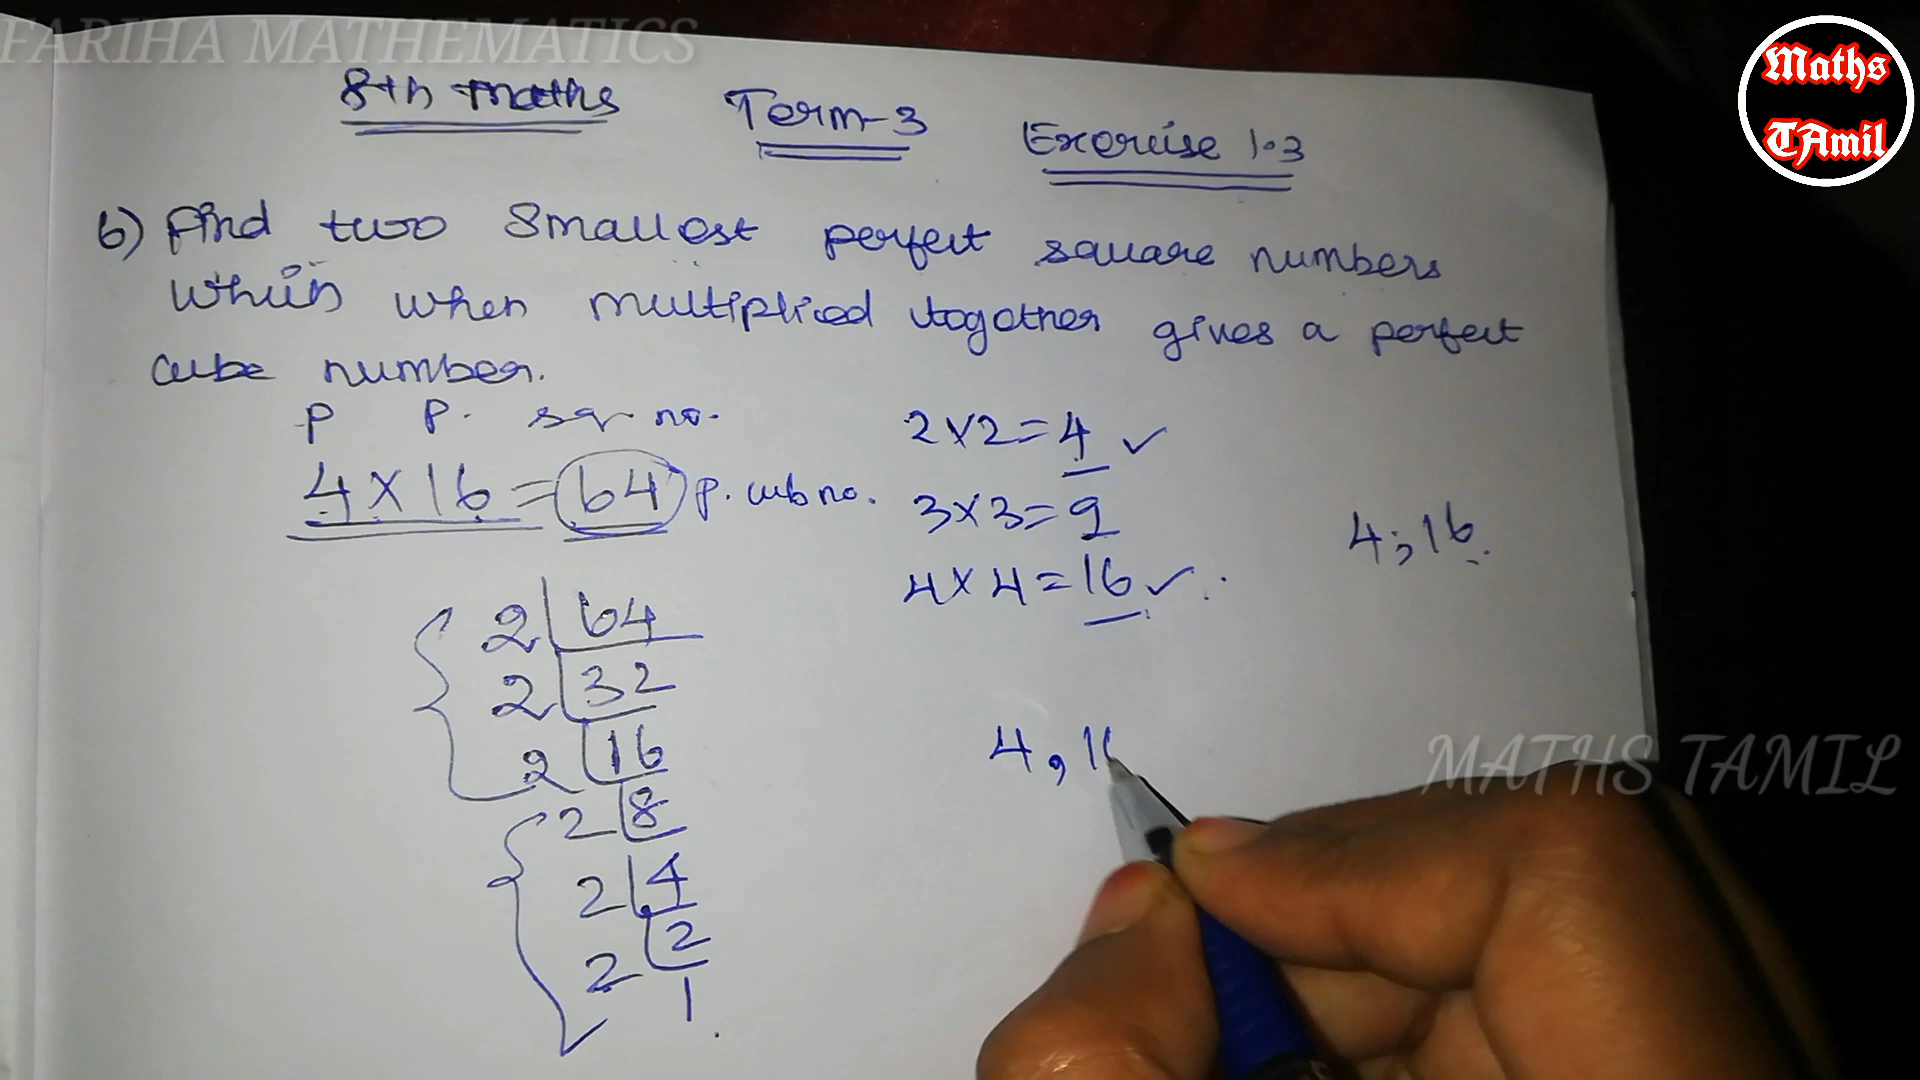 FARIHA MATHEMATICS
Maths
TAmil
8th maths Term-3 Exercise 1.3
6) Find two smallest perfect square numbers
which when multiplied together gives a perfect
cube number.
P P. sq. no.
4 × 16 = 64 p. cub no.
2 × 2 = 4 ✓
3 × 3 = 9
4 × 4 = 16 ✓
4, 16.
2 | 64
2 | 32
2 | 16
2 | 8
2 | 4
2 | 2
1
4, 16
MATHS TAMIL